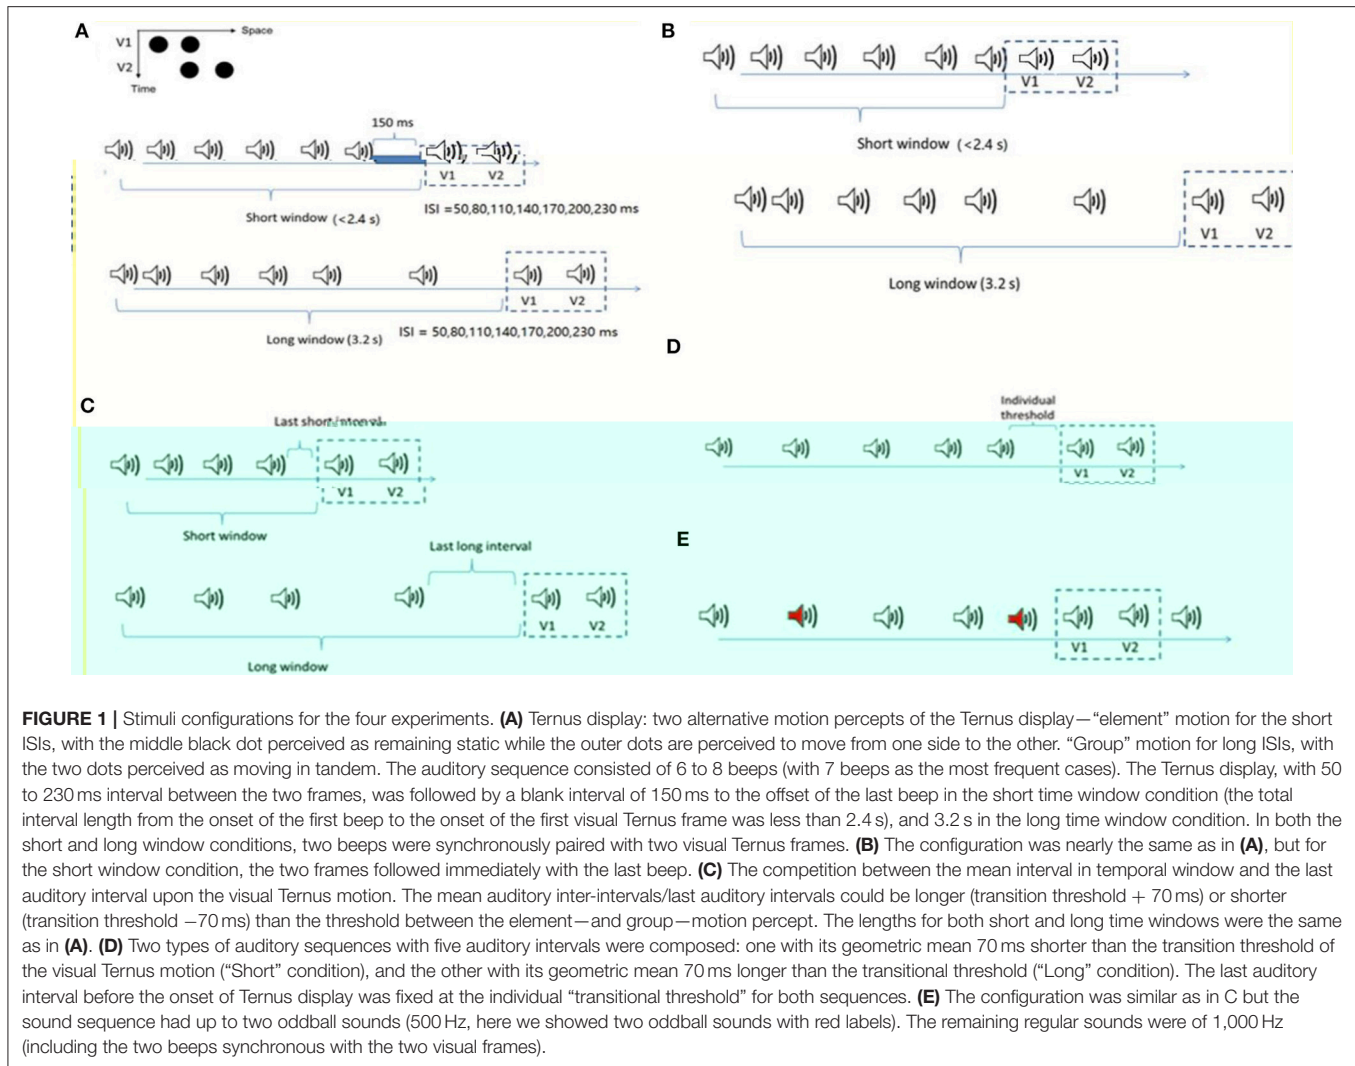 A
Space
V1
V2
Time
150 ms
V1 V2
Short window (<2.4 s)
ISI =50,80,110,140,170,200,230 ms
V1 V2
Long window (3.2 s)
ISI = 50,80,110,140,170,200,230 ms
B
V1 V2
Short window (<2.4 s)
V1 V2
Long window (3.2 s)
C
Last short interval
V1 V2
Short window
Last long interval
V1 V2
Long window
D
Individual
threshold
V1 V2
E
V1 V2
FIGURE 1 | Stimuli configurations for the four experiments. (A) Ternus display: two alternative motion percepts of the Ternus display—“element” motion for the short
ISIs, with the middle black dot perceived as remaining static while the outer dots are perceived to move from one side to the other. “Group” motion for long ISIs, with
the two dots perceived as moving in tandem. The auditory sequence consisted of 6 to 8 beeps (with 7 beeps as the most frequent cases). The Ternus display, with 50
to 230 ms interval between the two frames, was followed by a blank interval of 150 ms to the offset of the last beep in the short time window condition (the total
interval length from the onset of the first beep to the onset of the first visual Ternus frame was less than 2.4 s), and 3.2 s in the long time window condition. In both the
short and long window conditions, two beeps were synchronously paired with two visual Ternus frames. (B) The configuration was nearly the same as in (A), but for
the short window condition, the two frames followed immediately with the last beep. (C) The competition between the mean interval in temporal window and the last
auditory interval upon the visual Ternus motion. The mean auditory inter-intervals/last auditory intervals could be longer (transition threshold + 70 ms) or shorter
(transition threshold −70 ms) than the threshold between the element—and group—motion percept. The lengths for both short and long time windows were the same
as in (A). (D) Two types of auditory sequences with five auditory intervals were composed: one with its geometric mean 70 ms shorter than the transition threshold of
the visual Ternus motion (“Short” condition), and the other with its geometric mean 70 ms longer than the transitional threshold (“Long” condition). The last auditory
interval before the onset of Ternus display was fixed at the individual “transitional threshold” for both sequences. (E) The configuration was similar as in C but the
sound sequence had up to two oddball sounds (500 Hz, here we showed two oddball sounds with red labels). The remaining regular sounds were of 1,000 Hz
(including the two beeps synchronous with the two visual frames).